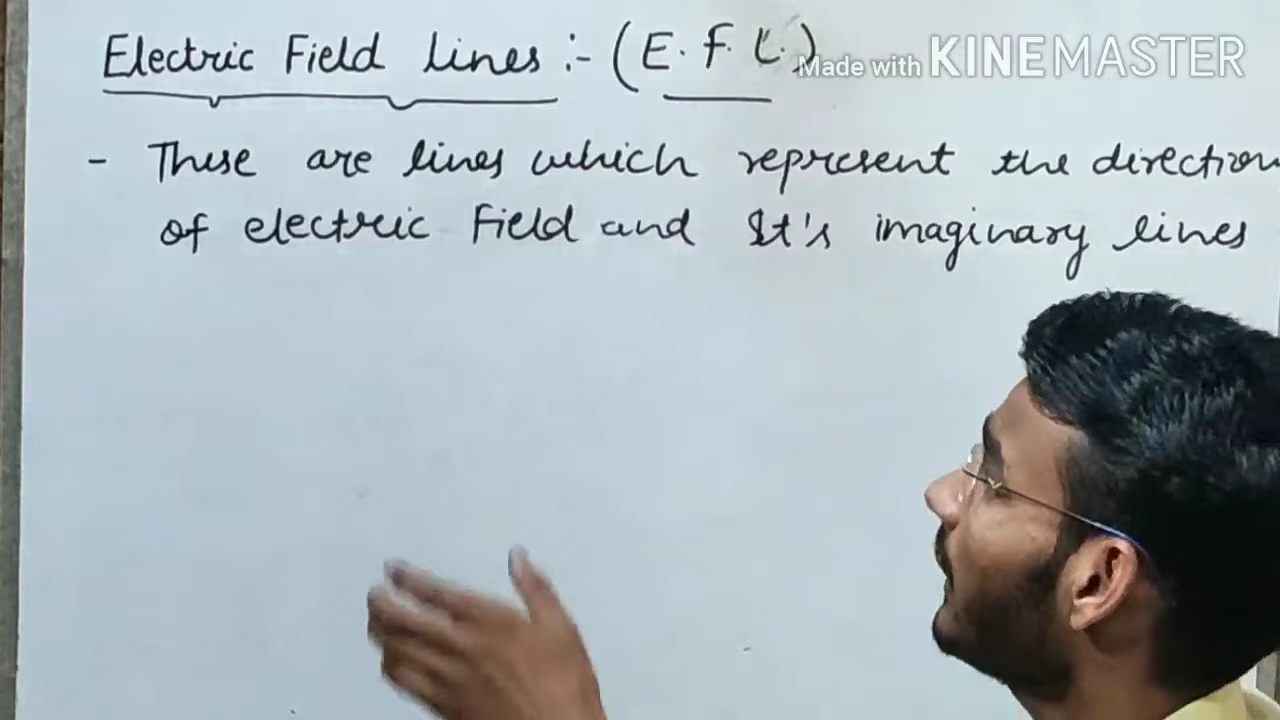 Electric Field lines :- (E. F. L.)
Made with KINEMASTER
- These are lines which represent the direction
of electric Field and It's imaginary lines